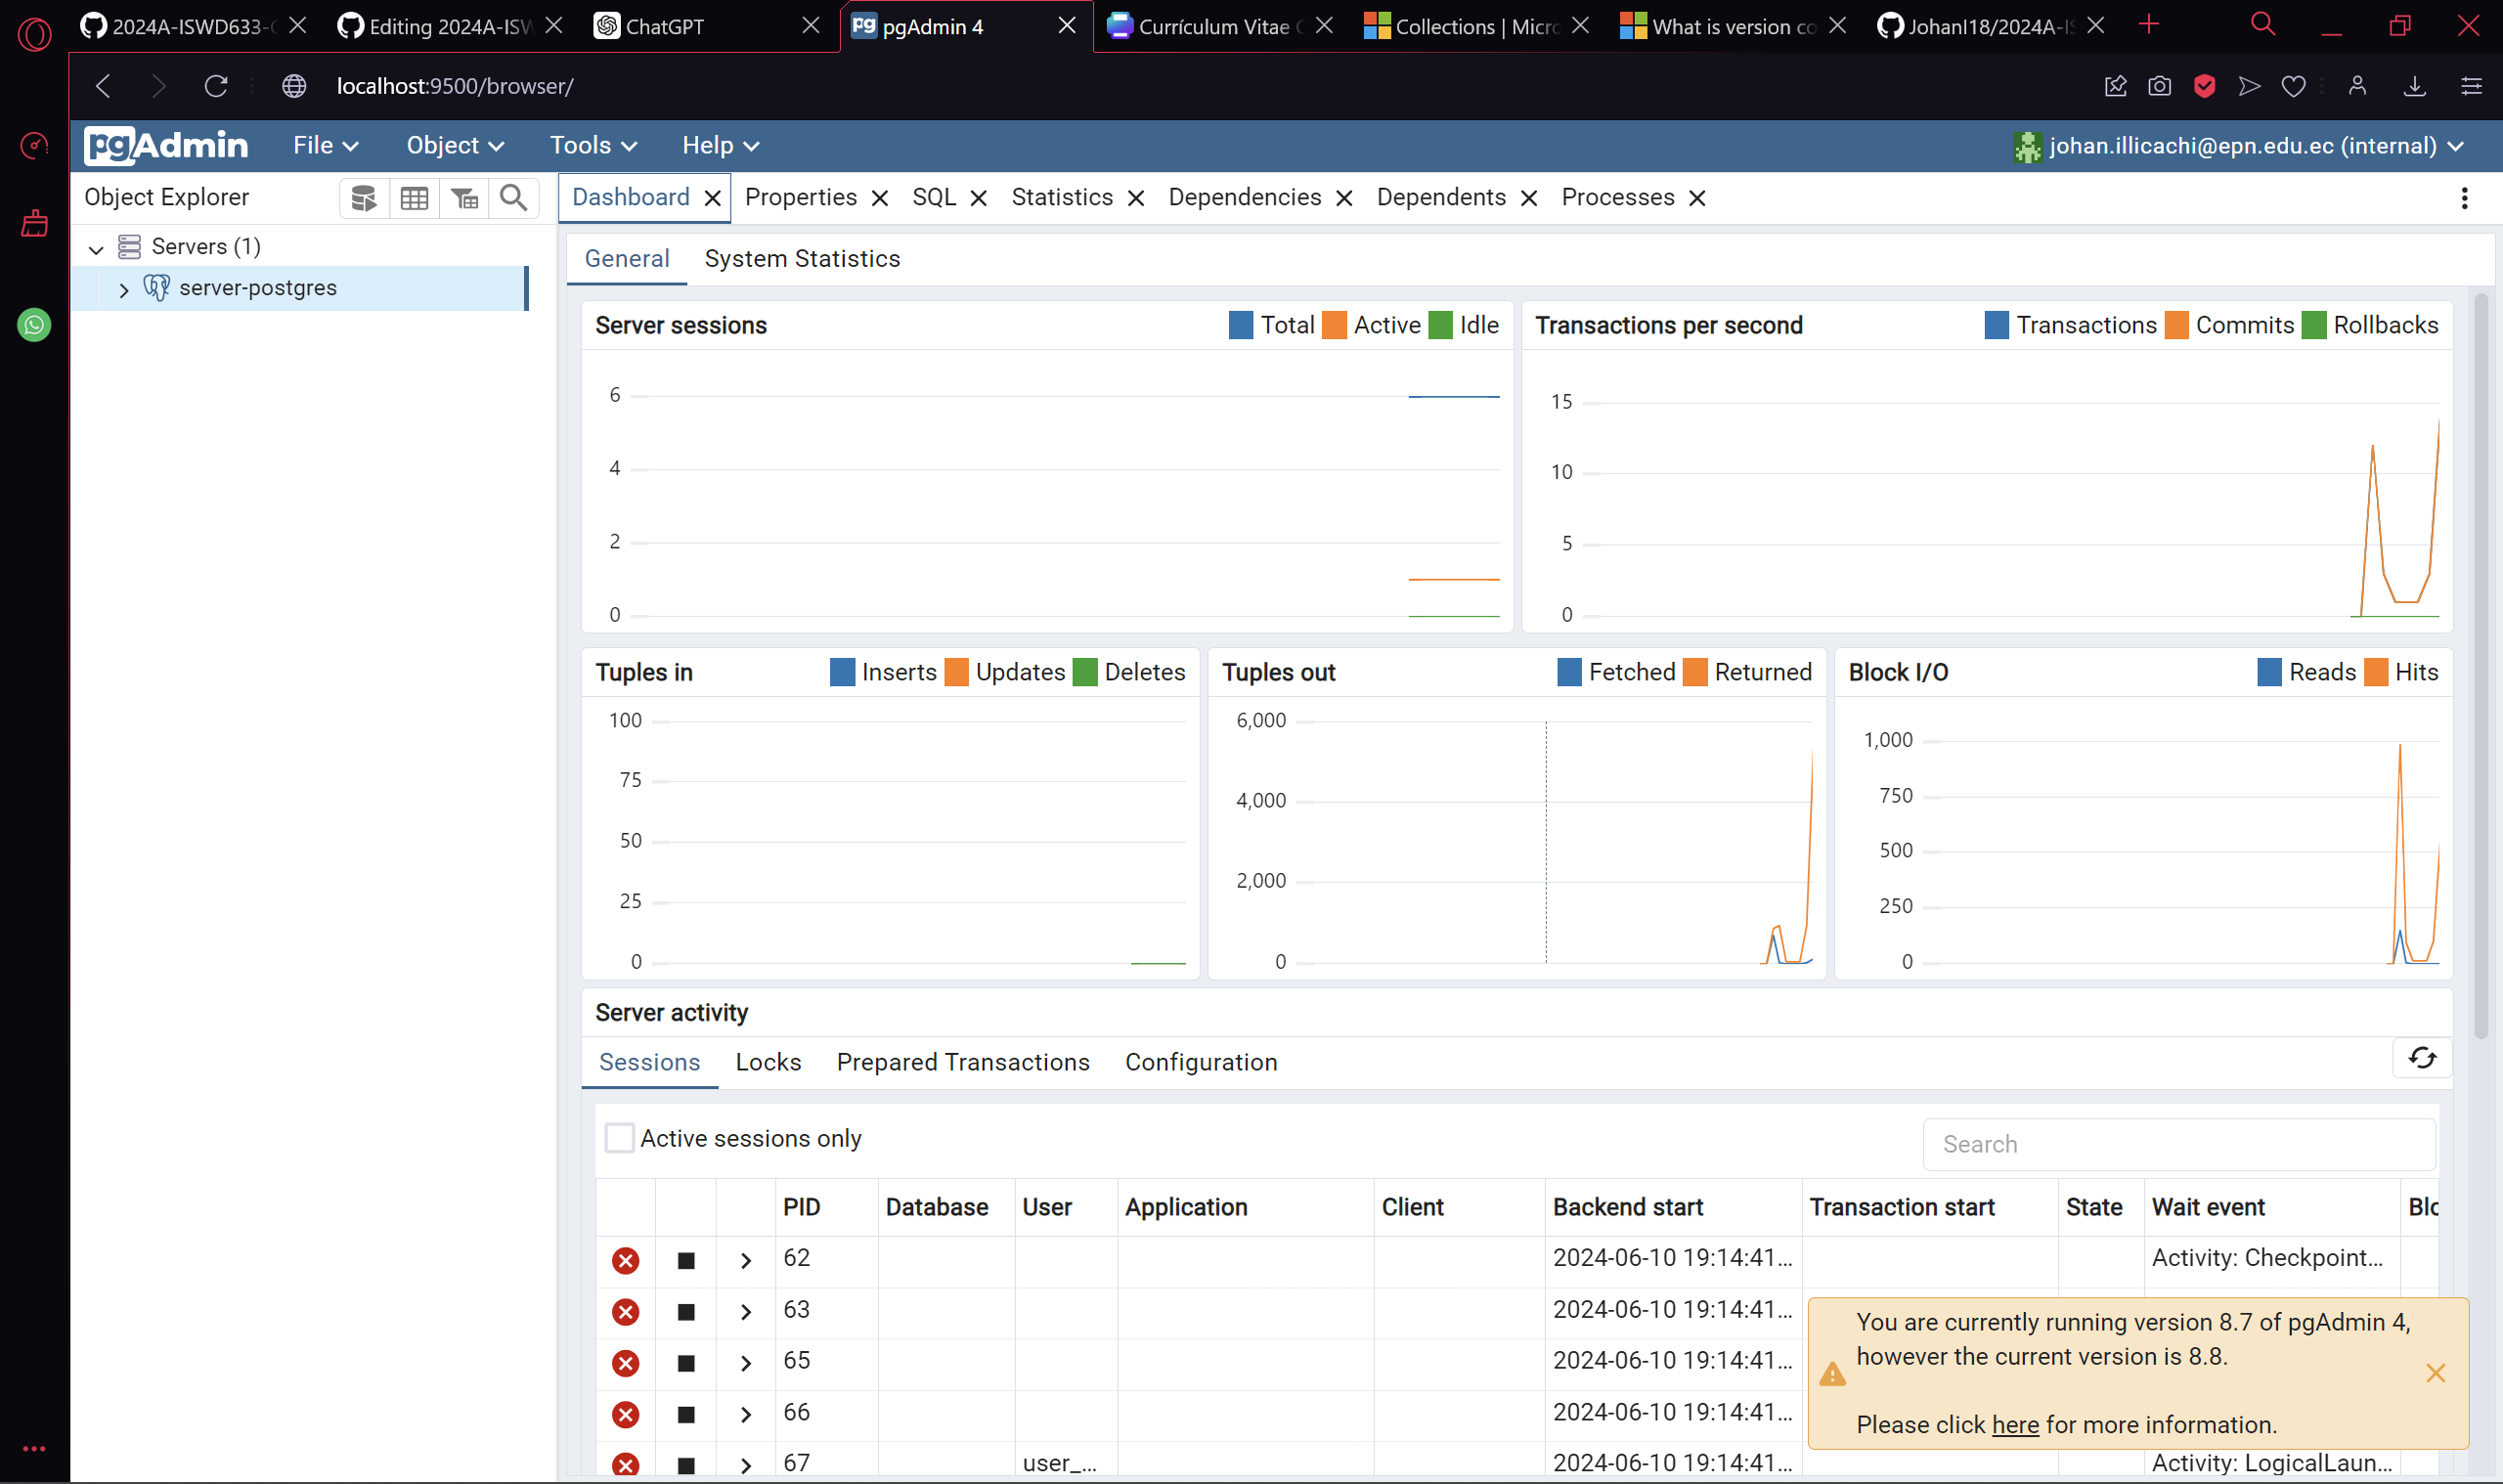 2024A-ISWD633-
Editing 2024A-ISW
ChatGPT
pgAdmin 4
Currículum Vitae
Collections | Micro
What is version co
JohanI18/2024A-IS
localhost:9500/browser/
pgAdmin
File
Object
Tools
Help
johan.illicachi@epn.edu.ec (internal)
Object Explorer
Dashboard
Properties
SQL
Statistics
Dependencies
Dependents
Processes
Servers (1)
server-postgres
General
System Statistics
Server sessions
Total
Active
Idle
6
4
2
0
Transactions per second
Transactions
Commits
Rollbacks
15
10
5
0
Tuples in
Inserts
Updates
Deletes
100
75
50
25
0
Tuples out
Fetched
Returned
6,000
4,000
2,000
0
Block I/O
Reads
Hits
1,000
750
500
250
0
Server activity
Sessions
Locks
Prepared Transactions
Configuration
Active sessions only
Search
PID Database User Application Client Backend start Transaction start State Wait event Blo
62 2024-06-10 19:14:41... Activity: Checkpoint...
63 2024-06-10 19:14:41...
65 2024-06-10 19:14:41...
66 2024-06-10 19:14:41...
67 user_... 2024-06-10 19:14:41... Activity: LogicalLaun...
You are currently running version 8.7 of pgAdmin 4,
however the current version is 8.8.
Please click here for more information.